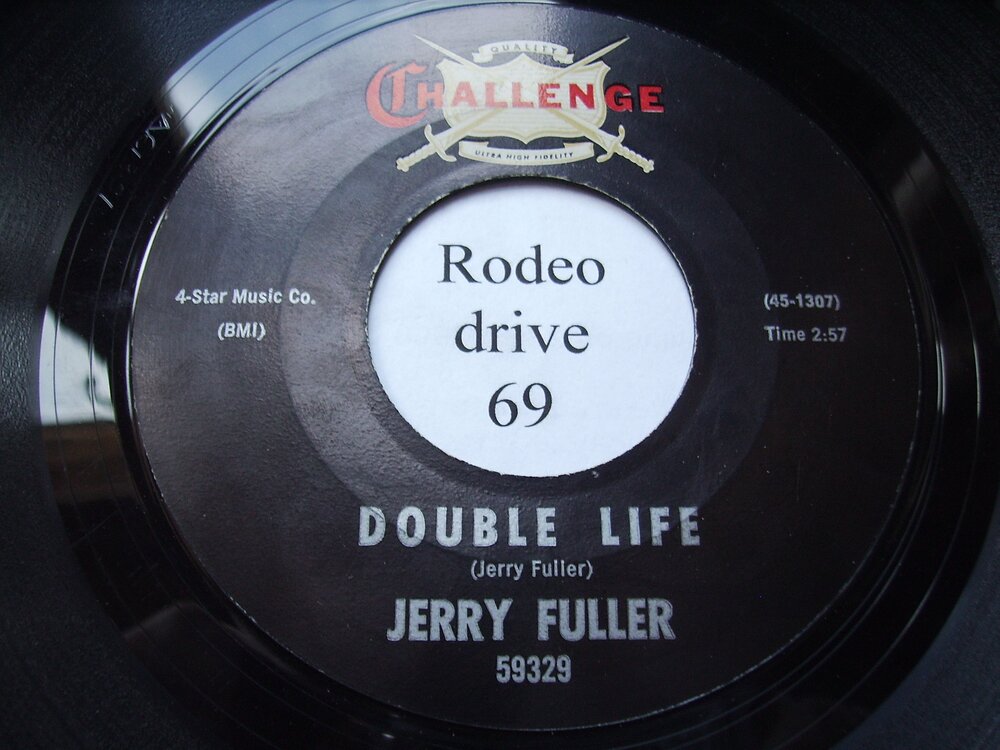 QUALITY
CHALLENGE
ULTRA HIGH FIDELITY
Rodeo
drive
69
4-Star Music Co.
(BMI)
(45-1307)
Time 2:57
DOUBLE LIFE
(Jerry Fuller)
JERRY FULLER
59329